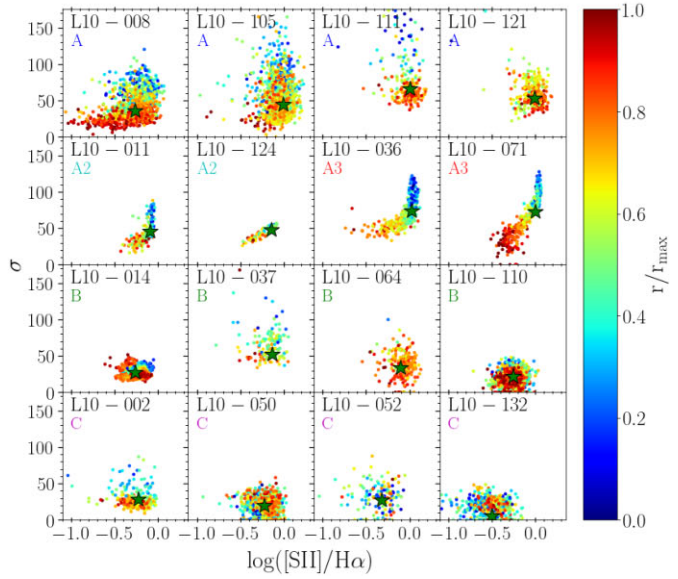 L10 − 008 L10 − 105 L10 − 111 L10 − 121
A A A A
150
100
50
0
L10 − 011 L10 − 124 L10 − 036 L10 − 071
A2 A2 A3 A3
150
100
50
0
L10 − 014 L10 − 037 L10 − 064 L10 − 110
B B B B
150
100
50
0
L10 − 002 L10 − 050 L10 − 052 L10 − 132
C C C C
150
100
50
0
−1.0 −0.5 0.0 −1.0 −0.5 0.0 −1.0 −0.5 0.0 −1.0 −0.5 0.0
log([SII]/Hα)
σ
1.0
0.8
0.6
0.4
0.2
0.0
r/r_max